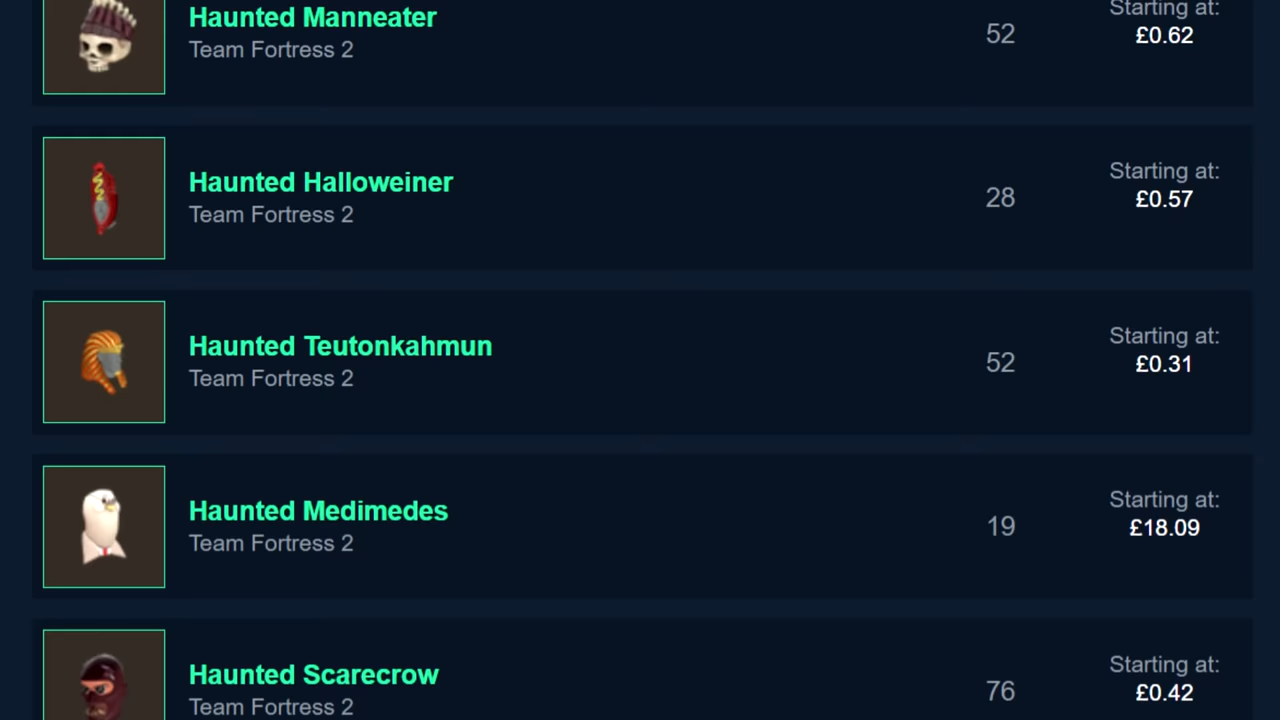 Haunted Manneater
Team Fortress 2
52
Starting at:
£0.62
Haunted Halloweiner
Team Fortress 2
28
Starting at:
£0.57
Haunted Teutonkahmun
Team Fortress 2
52
Starting at:
£0.31
Haunted Medimedes
Team Fortress 2
19
Starting at:
£18.09
Haunted Scarecrow
Team Fortress 2
76
Starting at:
£0.42